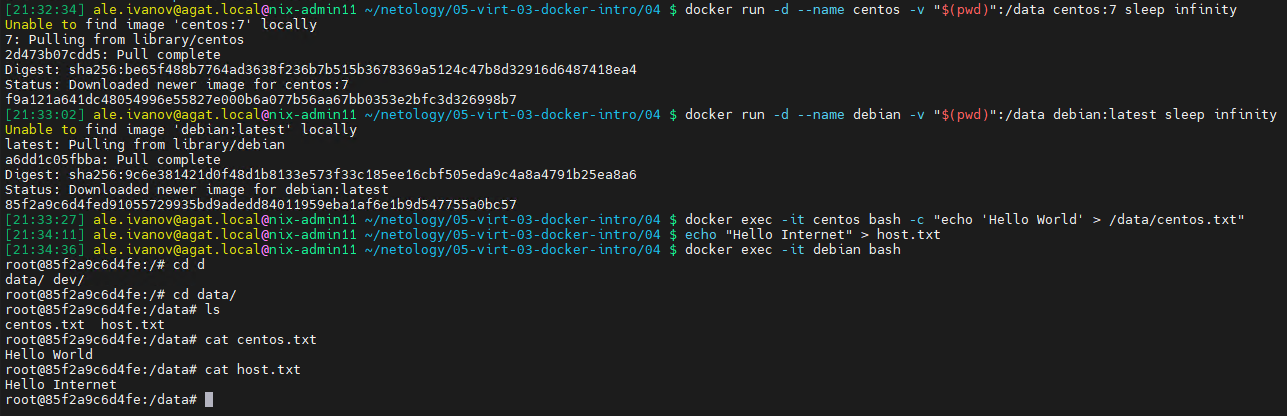 [21:32:34] ale.ivanov@agat.local@nix-admin11 ~/netology/05-virt-03-docker-intro/04 $ docker run -d --name centos -v "$(pwd)":/data centos:7 sleep infinity
Unable to find image 'centos:7' locally
7: Pulling from library/centos
2d473b07cdd5: Pull complete
Digest: sha256:be65f488b7764ad3638f236b7b515b3678369a5124c47b8d32916d6487418ea4
Status: Downloaded newer image for centos:7
f9a121a641dc48054996e55827e000b6a077b56aa67bb0353e2bfc3d326998b7
[21:33:02] ale.ivanov@agat.local@nix-admin11 ~/netology/05-virt-03-docker-intro/04 $ docker run -d --name debian -v "$(pwd)":/data debian:latest sleep infinity
Unable to find image 'debian:latest' locally
latest: Pulling from library/debian
a6dd1c05fbba: Pull complete
Digest: sha256:9c6e381421d0f48d1b8133e573f33c185ee16cbf505eda9c4a8a4791b25ea8a6
Status: Downloaded newer image for debian:latest
85f2a9c6d4fed91055729935bd9adedd84011959eba1af6e1b9d547755a0bc57
[21:33:27] ale.ivanov@agat.local@nix-admin11 ~/netology/05-virt-03-docker-intro/04 $ docker exec -it centos bash -c "echo 'Hello World' > /data/centos.txt"
[21:34:11] ale.ivanov@agat.local@nix-admin11 ~/netology/05-virt-03-docker-intro/04 $ echo "Hello Internet" > host.txt
[21:34:36] ale.ivanov@agat.local@nix-admin11 ~/netology/05-virt-03-docker-intro/04 $ docker exec -it debian bash
root@85f2a9c6d4fe:/# cd d
data/ dev/
root@85f2a9c6d4fe:/# cd data/
root@85f2a9c6d4fe:/data# ls
centos.txt  host.txt
root@85f2a9c6d4fe:/data# cat centos.txt
Hello World
root@85f2a9c6d4fe:/data# cat host.txt
Hello Internet
root@85f2a9c6d4fe:/data#